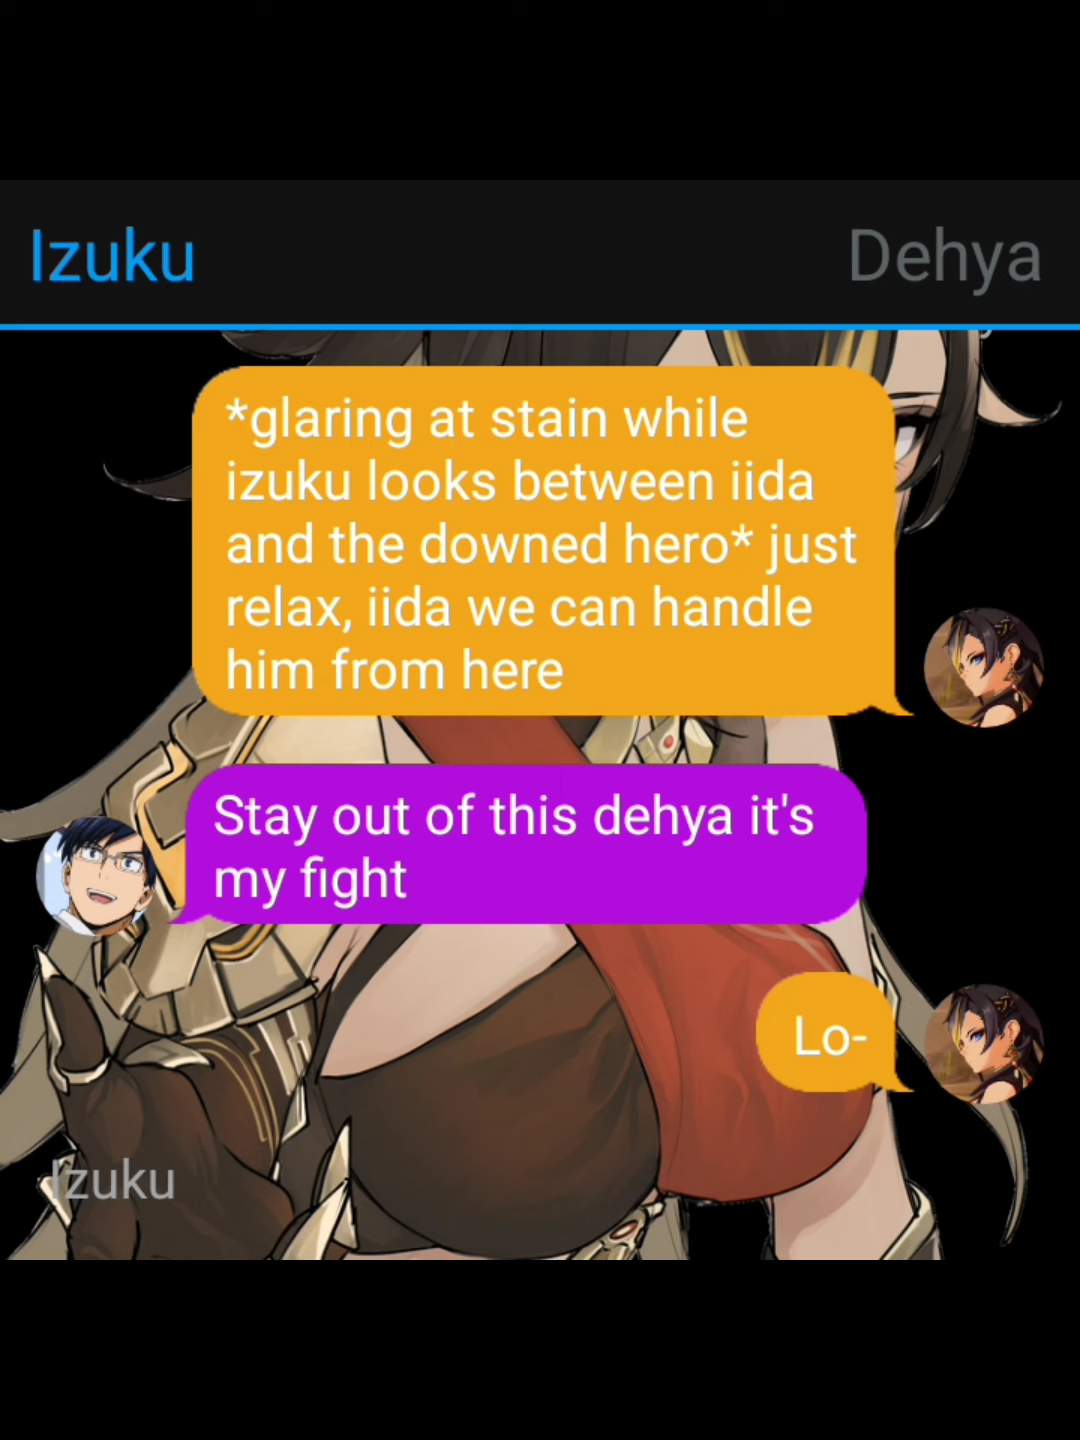 Izuku
Dehya
*glaring at stain while
izuku looks between iida
and the downed hero* just
relax, iida we can handle
him from here
Stay out of this dehya it's
my fight
Lo-
Izuku